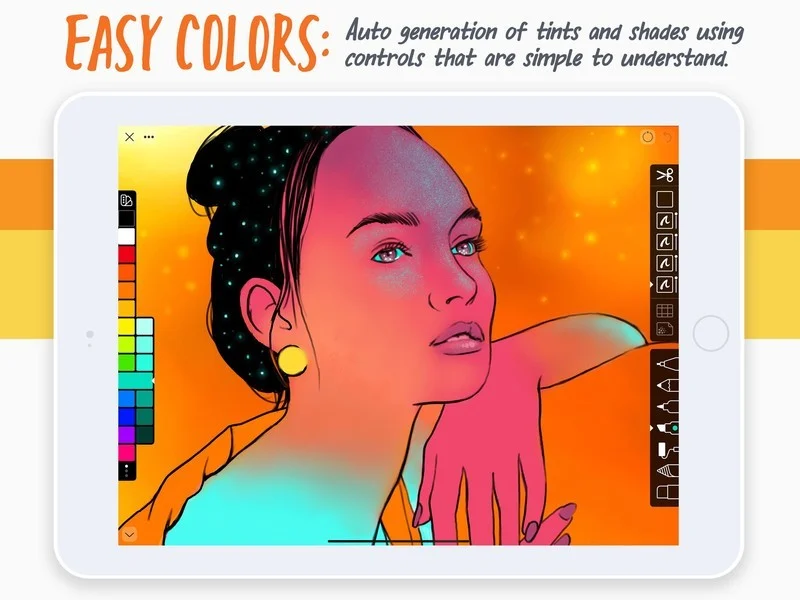 EASY COLORS:
Auto generation of tints and shades using
controls that are simple to understand.